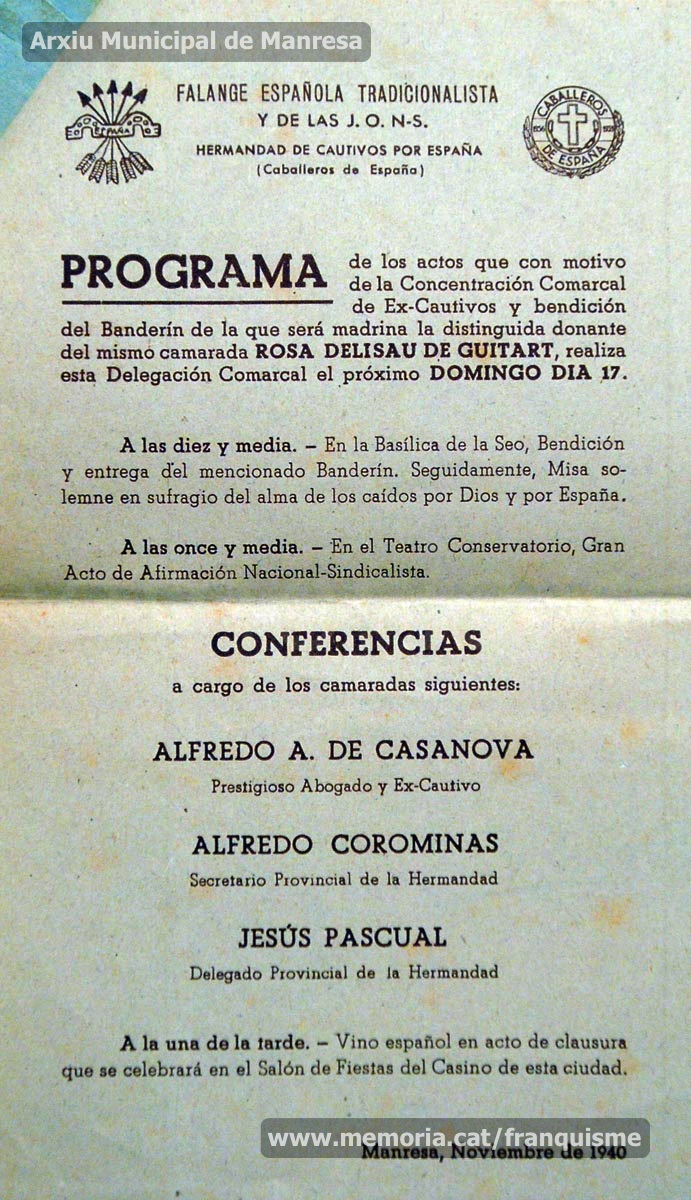 Arxiu Municipal de Manresa
FALANGE ESPAÑOLA TRADICIONALISTA
Y DE LAS J. O. N-S.
HERMANDAD DE CAUTIVOS POR ESPAÑA
(Caballeros de España)
ESPAÑA
CABALLEROS
DE ESPAÑA
1936 1939
PROGRAMA de los actos que con motivo
de la Concentración Comarcal
de Ex-Cautivos y bendición
del Banderín de la que será madrina la distinguida donante
del mismo camarada ROSA DELISAU DE GUITART, realiza
esta Delegación Comarcal el próximo DOMINGO DIA 17.
A las diez y media. – En la Basílica de la Seo, Bendición
y entrega del mencionado Banderín. Seguidamente, Misa so-
lemne en sufragio del alma de los caídos por Dios y por España.
A las once y media. – En el Teatro Conservatorio, Gran
Acto de Afirmación Nacional-Sindicalista.
CONFERENCIAS
a cargo de los camaradas siguientes:
ALFREDO A. DE CASANOVA
Prestigioso Abogado y Ex-Cautivo
ALFREDO COROMINAS
Secretario Provincial de la Hermandad
JESÚS PASCUAL
Delegado Provincial de la Hermandad
A la una de la tarde. – Vino español en acto de clausura
que se celebrará en el Salón de Fiestas del Casino de esta ciudad.
www.memoria.cat/franquisme
Manresa, Noviembre de 1940